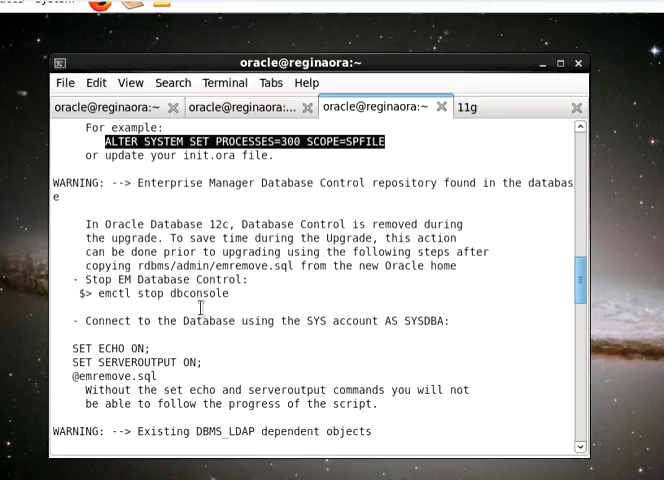 oracle@reginaora:~
File Edit View Search Terminal Tabs Help
oracle@reginaora:~ oracle@reginaora:... oracle@reginaora:~ 11g
For example:
ALTER SYSTEM SET PROCESSES=300 SCOPE=SPFILE
or update your init.ora file.
WARNING: --> Enterprise Manager Database Control repository found in the databas
e
In Oracle Database 12c, Database Control is removed during
the upgrade. To save time during the Upgrade, this action
can be done prior to upgrading using the following steps after
copying rdbms/admin/emremove.sql from the new Oracle home
- Stop EM Database Control:
$> emctl stop dbconsole
- Connect to the Database using the SYS account AS SYSDBA:
SET ECHO ON;
SET SERVEROUTPUT ON;
@emremove.sql
Without the set echo and serveroutput commands you will not
be able to follow the progress of the script.
WARNING: --> Existing DBMS_LDAP dependent objects